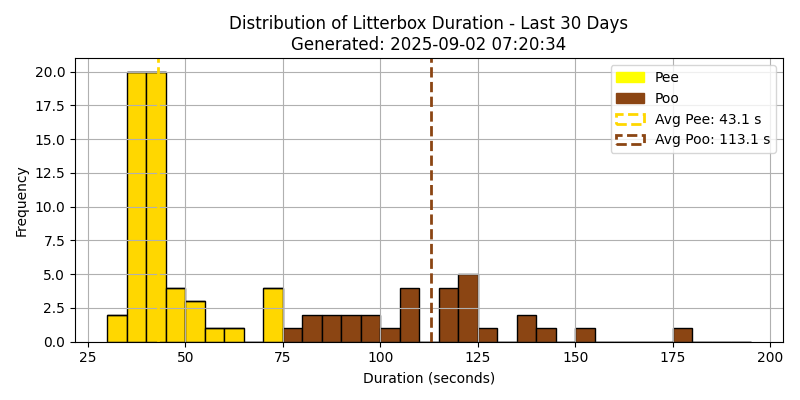 Distribution of Litterbox Duration - Last 30 Days
Generated: 2025-09-02 07:20:34
Pee
Poo
Avg Pee: 43.1 s
Avg Poo: 113.1 s
Frequency
20.0
17.5
15.0
12.5
10.0
7.5
5.0
2.5
0.0
25 50 75 100 125 150 175 200
Duration (seconds)